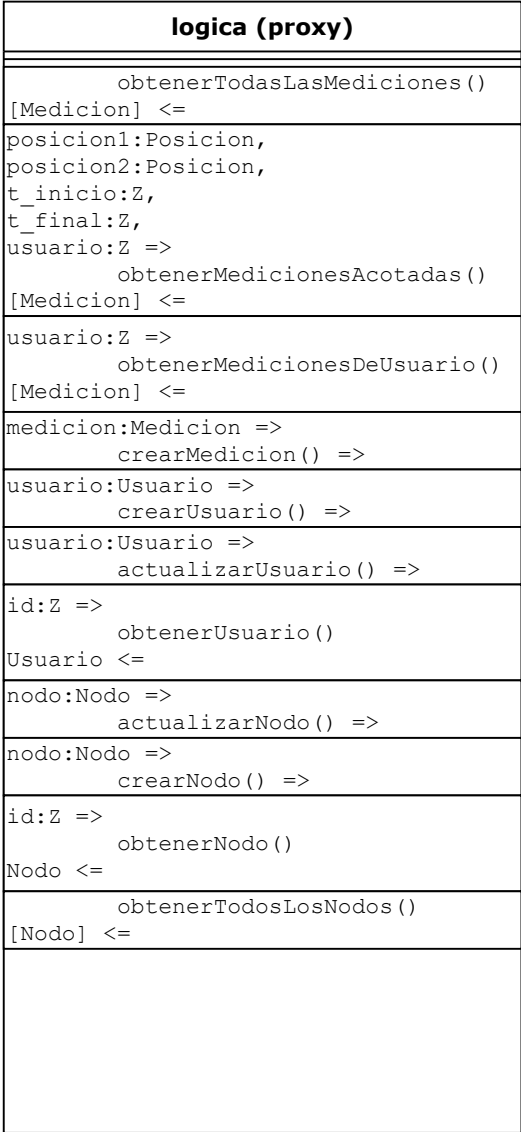 logica (proxy)
obtenerTodasLasMediciones()
[Medicion] <=
posicion1:Posicion,
posicion2:Posicion,
t_inicio:Z,
t_final:Z,
usuario:Z =>
obtenerMedicionesAcotadas()
[Medicion] <=
usuario:Z =>
obtenerMedicionesDeUsuario()
[Medicion] <=
medicion:Medicion =>
crearMedicion() =>
usuario:Usuario =>
crearUsuario() =>
usuario:Usuario =>
actualizarUsuario() =>
id:Z =>
obtenerUsuario()
Usuario <=
nodo:Nodo =>
actualizarNodo() =>
nodo:Nodo =>
crearNodo() =>
id:Z =>
obtenerNodo()
Nodo <=
obtenerTodosLosNodos()
[Nodo] <=